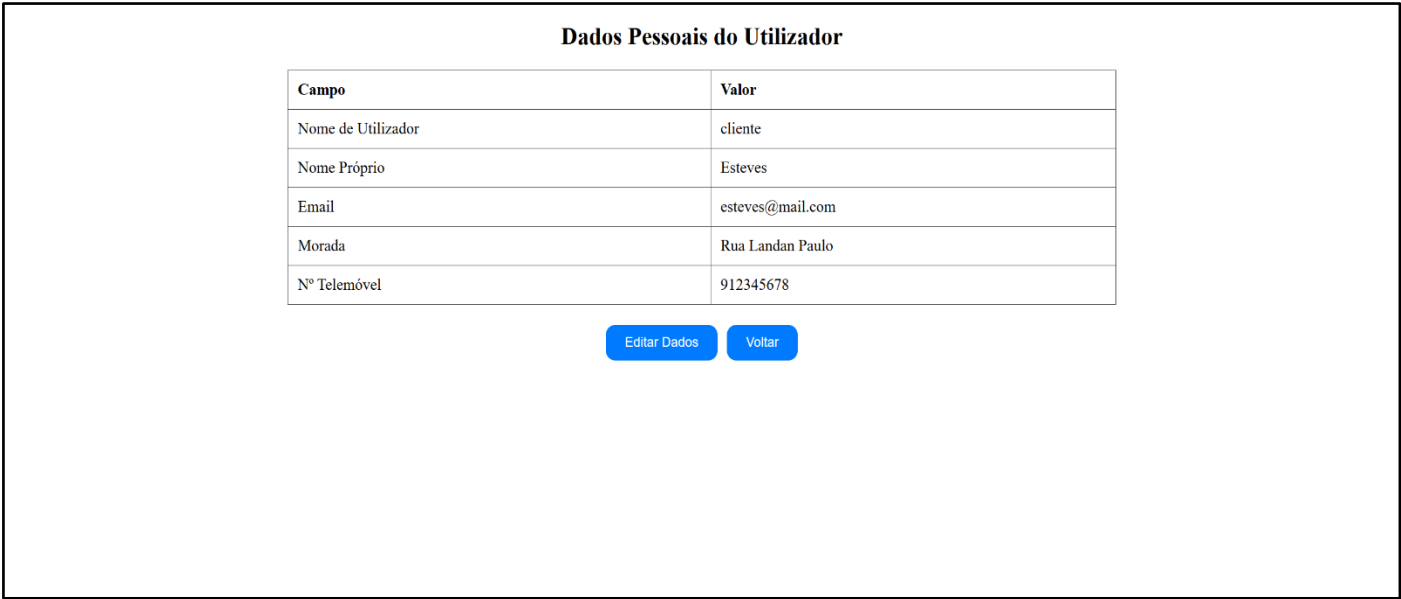 Dados Pessoais do Utilizador
Campo Valor
Nome de Utilizador cliente
Nome Próprio Esteves
Email esteves@mail.com
Morada Rua Landan Paulo
Nº Telemóvel 912345678
Editar Dados Voltar